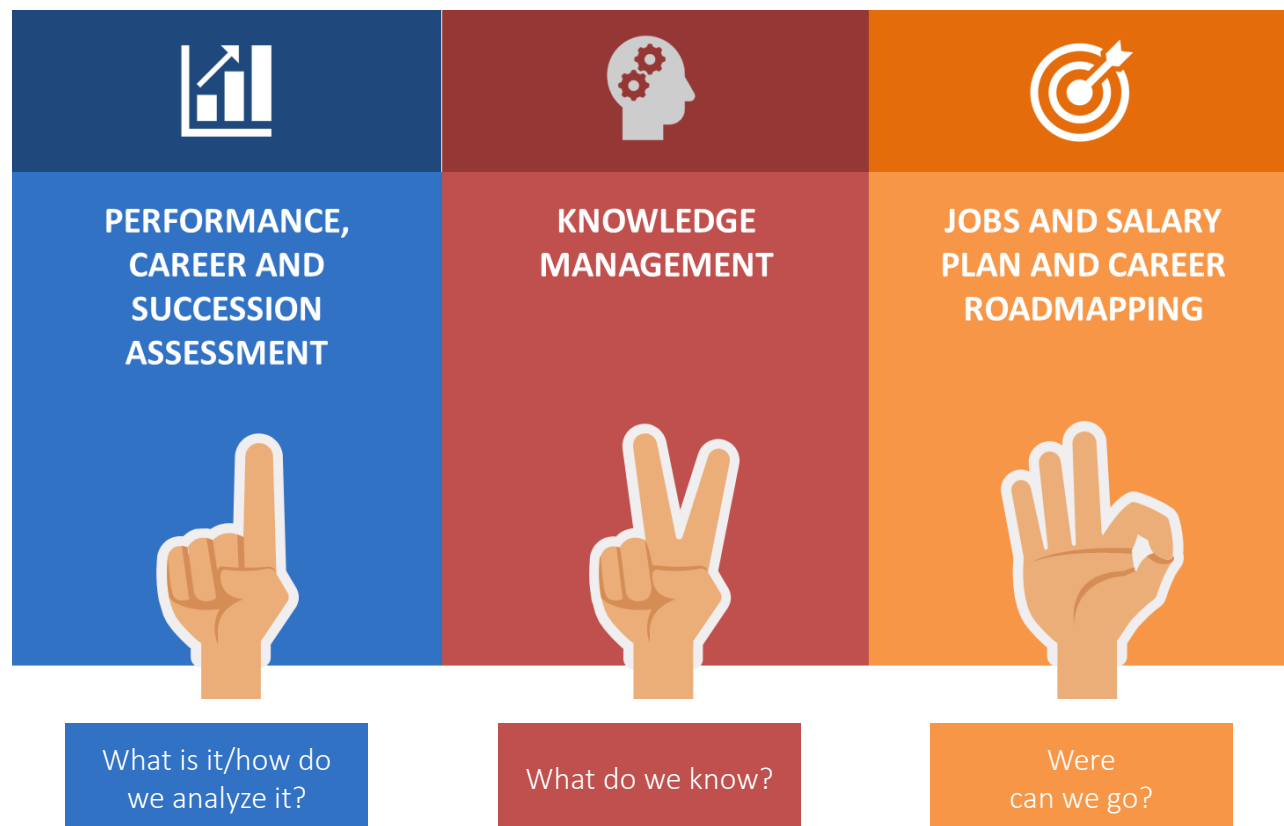 PERFORMANCE,
CAREER AND
SUCCESSION
ASSESSMENT
KNOWLEDGE
MANAGEMENT
JOBS AND SALARY
PLAN AND CAREER
ROADMAPPING
What is it/how do
we analyze it?
What do we know?
Were
can we go?